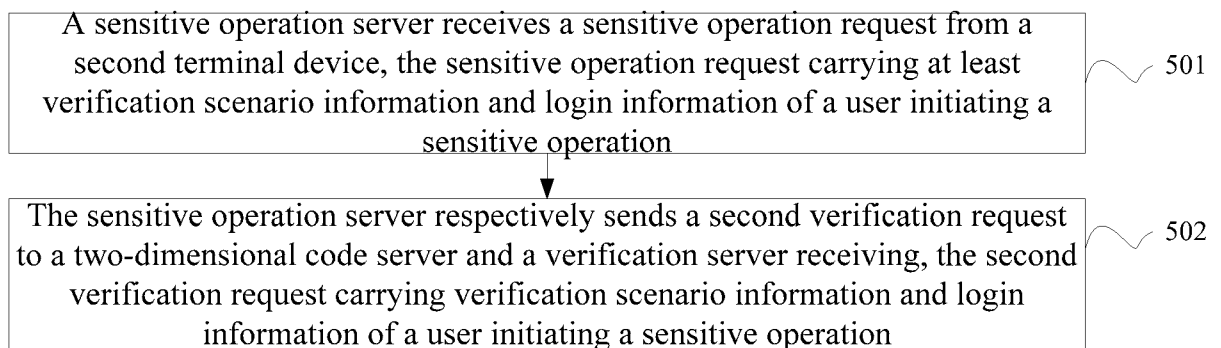 A sensitive operation server receives a sensitive operation request from a
second terminal device, the sensitive operation request carrying at least
verification scenario information and login information of a user initiating a
sensitive operation
501
The sensitive operation server respectively sends a second verification request
to a two-dimensional code server and a verification server receiving, the second
verification request carrying verification scenario information and login
information of a user initiating a sensitive operation
502